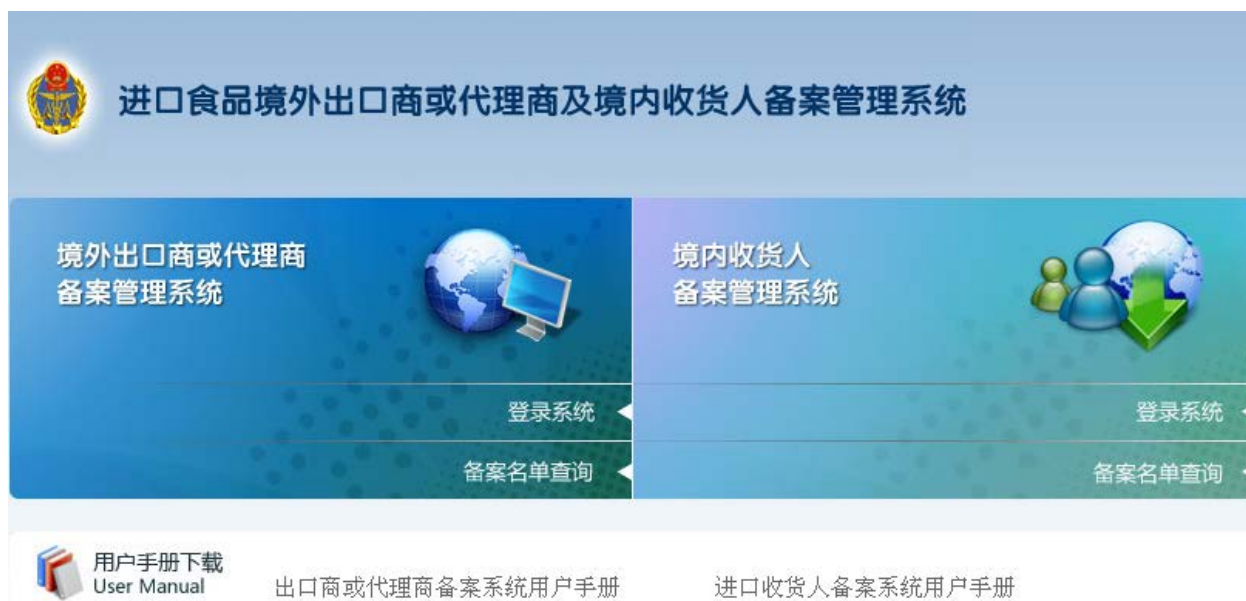 进口食品境外出口商或代理商及境内收货人备案管理系统
境外出口商或代理商
备案管理系统
登录系统
备案名单查询
境内收货人
备案管理系统
登录系统
备案名单查询
用户手册下载
User Manual
出口商或代理商备案系统用户手册
进口收货人备案系统用户手册